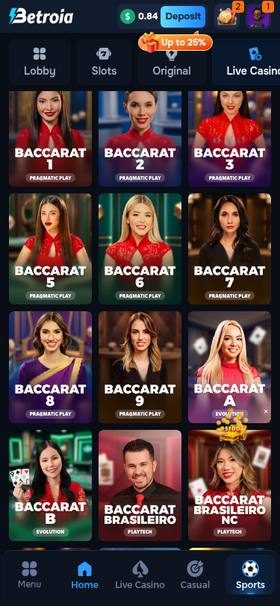 Betroia
$ 0.84 Deposit 2 1
Up to 25%
Lobby Slots Original Live Casino
BACCARAT 1 PRAGMATIC PLAY
BACCARAT 2 PRAGMATIC PLAY
BACCARAT 3 PRAGMATIC PLAY
BACCARAT 5 PRAGMATIC PLAY
BACCARAT 6 PRAGMATIC PLAY
BACCARAT 7 PRAGMATIC PLAY
BACCARAT 8 PRAGMATIC PLAY
BACCARAT 9 PRAGMATIC PLAY
BACCARAT A
BACCARAT B EVOLUTION
BACCARAT BRASILEIRO PLAYTECH
BACCARAT BRASILEIRO NC PLAYTECH
Menu Home Live Casino Casual Sports